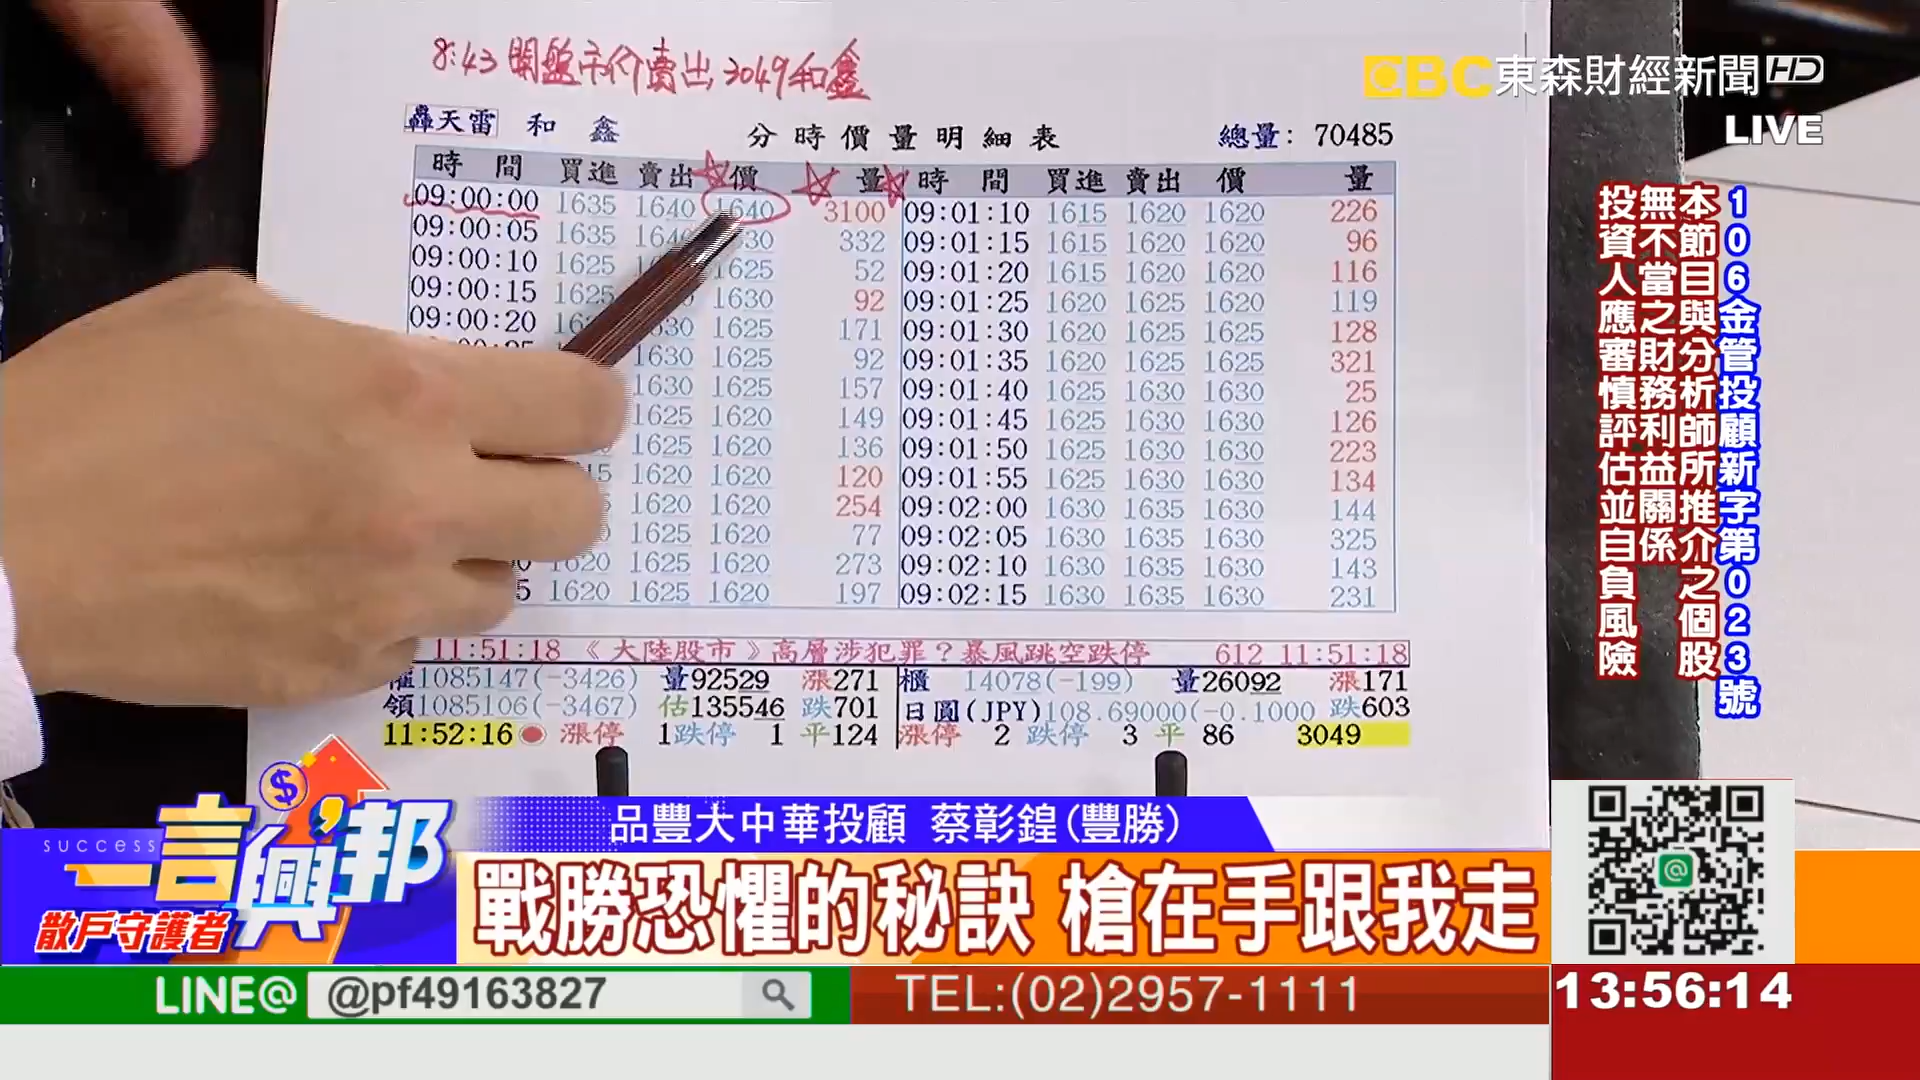 8:43開盤市价賣出3049和鑫
EBC東森財經新聞HD
LIVE
轟天雷 和鑫 分時價量明細表 總量: 70485
時間 買進 賣出 價 量 時間 買進 賣出 價 量
09:00:00 1635 1640 1640 3100 09:01:10 1615 1620 1620 226
09:00:05 1635 1640 1630 332 09:01:15 1615 1620 1620 96
09:00:10 1625 1625 52 09:01:20 1615 1620 1620 116
09:00:15 1625 1630 92 09:01:25 1620 1625 1620 119
09:00:20 1630 1625 171 09:01:30 1620 1625 1625 128
1630 1625 92 09:01:35 1620 1625 1625 321
1630 1625 157 09:01:40 1625 1630 1630 25
1625 1620 149 09:01:45 1625 1630 1630 126
1625 1620 136 09:01:50 1625 1630 1630 223
1620 1620 120 09:01:55 1625 1630 1630 134
1620 1620 254 09:02:00 1630 1635 1630 144
1625 1620 77 09:02:05 1630 1635 1630 325
1620 1625 1620 273 09:02:10 1630 1635 1630 143
1620 1625 1620 197 09:02:15 1630 1635 1630 231
11:51:18 《大陸股市》高層涉犯罪？暴風跳空跌停 612 11:51:18
權1085147(-3426) 量92529 漲271 櫃 14078(-199) 量26092 漲171
領1085106(-3467) 估135546 跌701 日圓(JPY)108.69000(-0.1000 跌603
11:52:16 漲停 1跌停 1 平124 漲停 2 跌停 3 平 86 3049
106金管投顧新字第023號
本節目與分析師所推介之個股
無不當之財務利益關係
投資人應審慎評估並自負風險
success
一言興邦
散戶守護者
品豐大中華投顧 蔡彰鍠(豐勝)
戰勝恐懼的秘訣 槍在手跟我走
LINE@ @pf49163827
TEL:(02)2957-1111
13:56:14